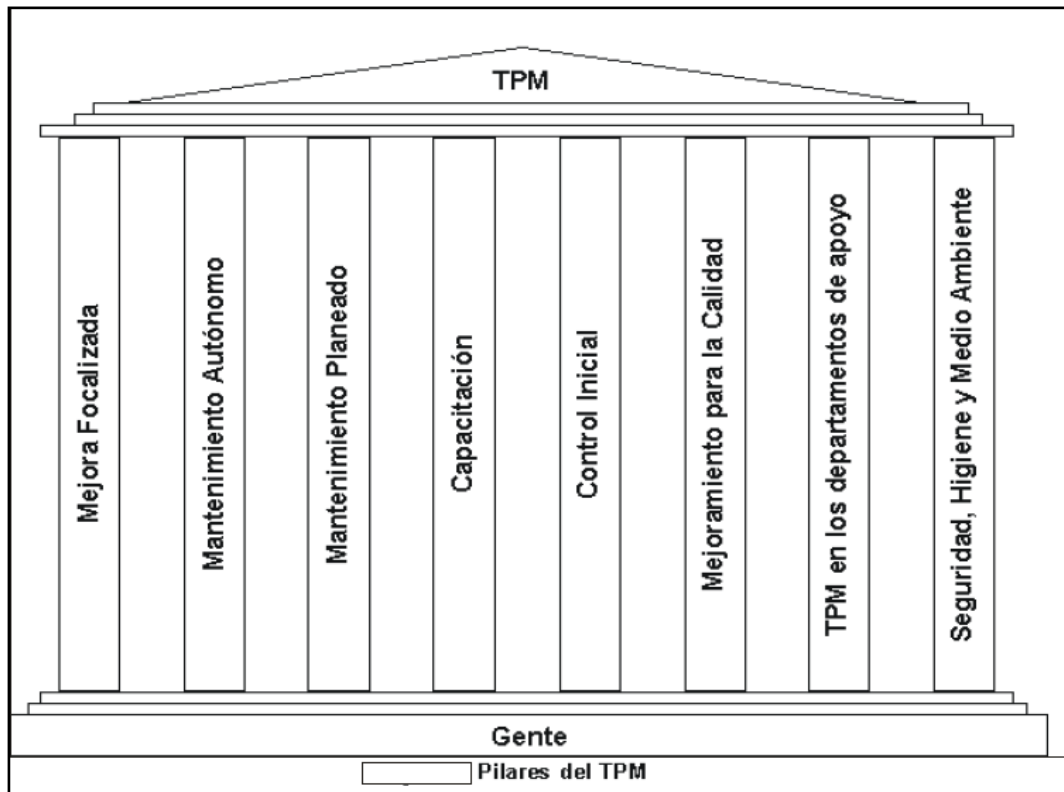 TPM
Mejora Focalizada
Mantenimiento Autónomo
Mantenimiento Planeado
Capacitación
Control Inicial
Mejoramiento para la Calidad
TPM en los departamentos de apoyo
Seguridad, Higiene y Medio Ambiente
Gente
Pilares del TPM